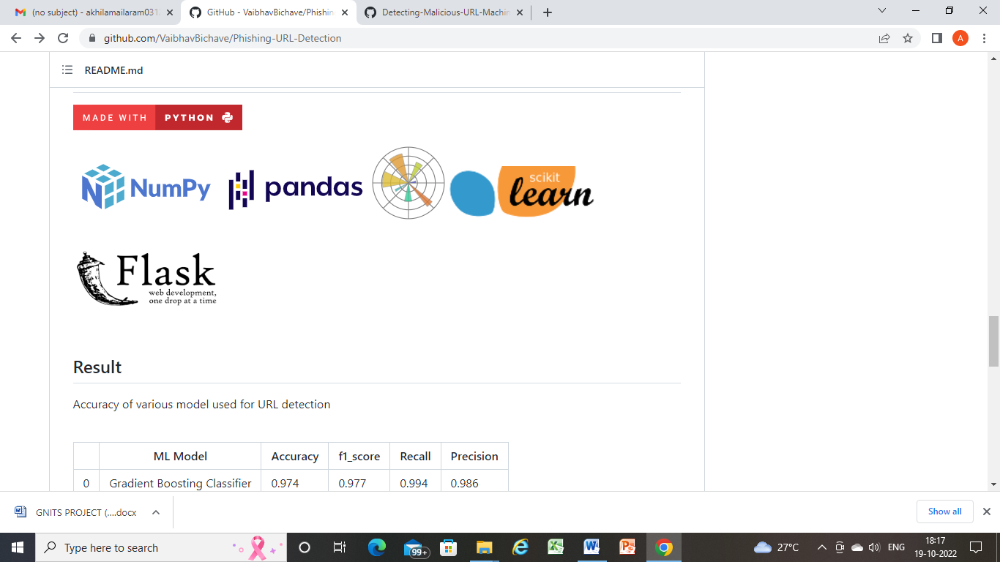 (no subject) - akhilamailaram031
GitHub - VaibhavBichave/Phishin
Detecting-Malicious-URL-Machin
github.com/VaibhavBichave/Phishing-URL-Detection
A
README.md
MADE WITH PYTHON
NumPy
pandas
scikit
learn
Flask
web development,
one drop at a time
Result
Accuracy of various model used for URL detection
ML Model Accuracy f1_score Recall Precision
0 Gradient Boosting Classifier 0.974 0.977 0.994 0.986
GNITS PROJECT (....docx
Show all
Type here to search
99+
27°C
ENG
18:17
19-10-2022